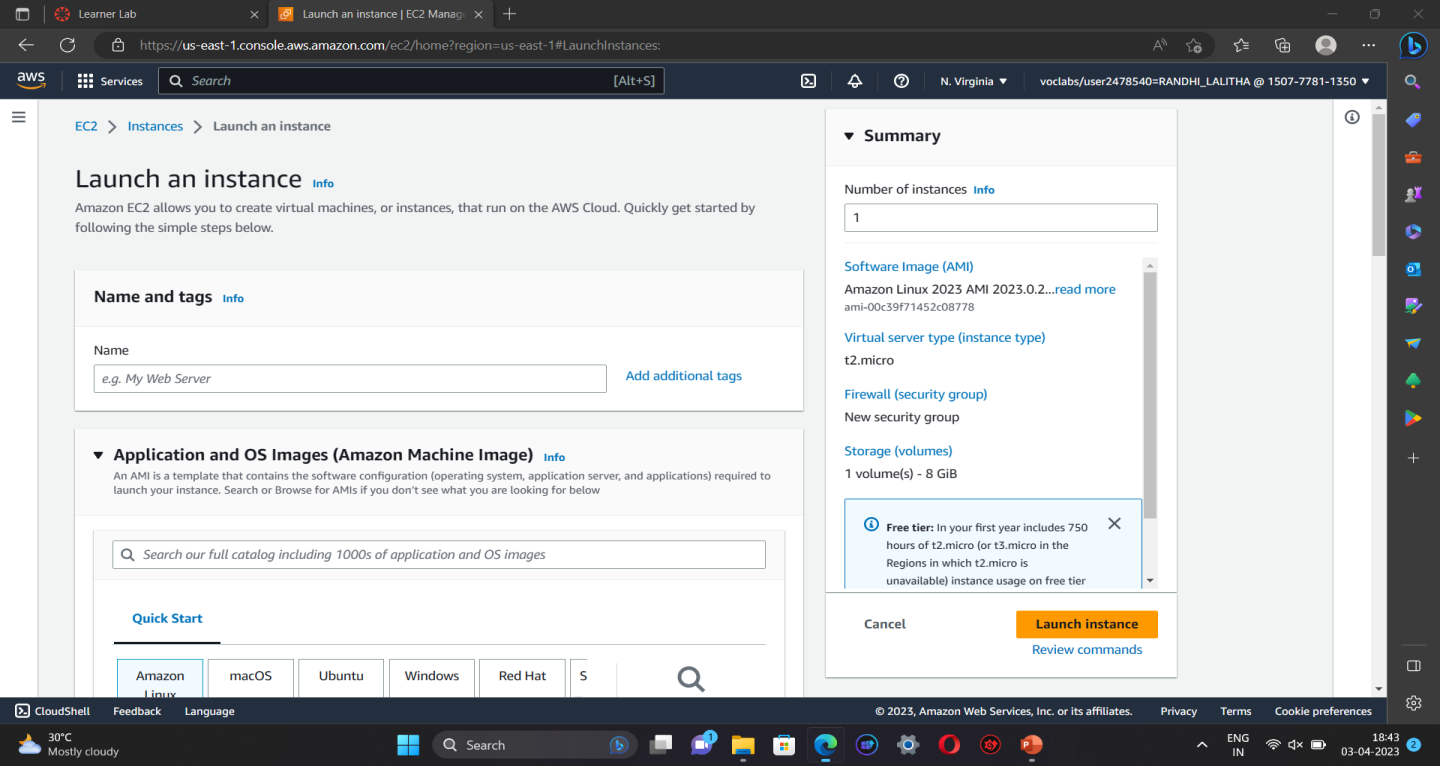 Learner Lab
Launch an instance | EC2 Manag
https://us-east-1.console.aws.amazon.com/ec2/home?region=us-east-1#LaunchInstances:
aws
Services
Search
[Alt+S]
N. Virginia
voclabs/user2478540=RANDHI_LALITHA @ 1507-7781-1350
EC2 > Instances > Launch an instance
Launch an instance Info
Amazon EC2 allows you to create virtual machines, or instances, that run on the AWS Cloud. Quickly get started by
following the simple steps below.
Name and tags Info
Name
e.g. My Web Server
Add additional tags
Application and OS Images (Amazon Machine Image) Info
An AMI is a template that contains the software configuration (operating system, application server, and applications) required to
launch your instance. Search or Browse for AMIs if you don't see what you are looking for below
Search our full catalog including 1000s of application and OS images
Quick Start
Amazon
Linux
macOS
Ubuntu
Windows
Red Hat
S
Summary
Number of instances Info
1
Software Image (AMI)
Amazon Linux 2023 AMI 2023.0.2...read more
ami-00c39f71452c08778
Virtual server type (instance type)
t2.micro
Firewall (security group)
New security group
Storage (volumes)
1 volume(s) - 8 GiB
Free tier: In your first year includes 750
hours of t2.micro (or t3.micro in the
Regions in which t2.micro is
unavailable) instance usage on free tier
Cancel
Launch instance
Review commands
CloudShell
Feedback
Language
© 2023, Amazon Web Services, Inc. or its affiliates.
Privacy
Terms
Cookie preferences
30°C
Mostly cloudy
Search
1
ENG
IN
18:43
03-04-2023
2